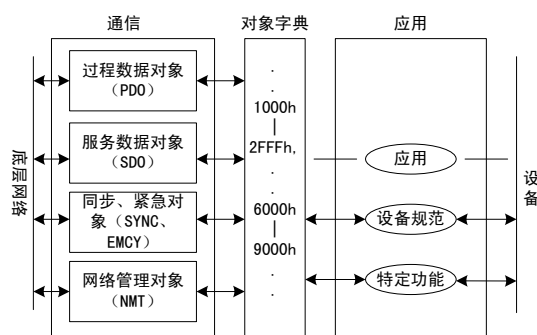 通信
对象字典
应用
底层网络
过程数据对象
（PDO）
服务数据对象
（SDO）
同步、紧急对
象（SYNC、
EMCY）
网络管理对象
（NMT）
.
.
1000h
|
2FFFh,
.
.
6000h
|
9000h
.
.
应用
设备规范
特定功能
设备